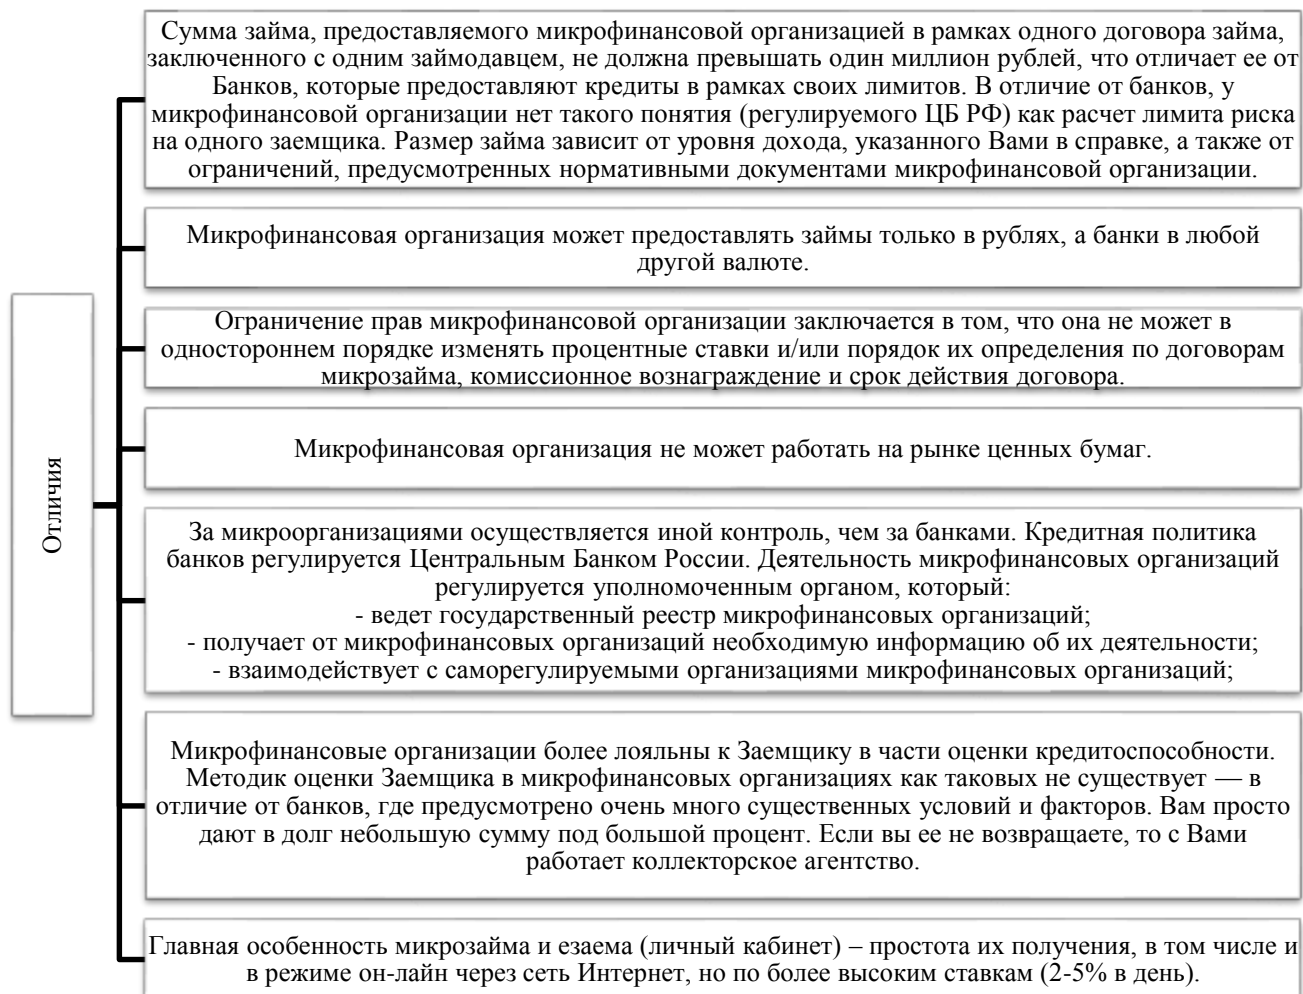 Отличия
Сумма займа, предоставляемого микрофинансовой организацией в рамках одного договора займа,
заключенного с одним займодавцем, не должна превышать один миллион рублей, что отличает ее от
Банков, которые предоставляют кредиты в рамках своих лимитов. В отличие от банков, у
микрофинансовой организации нет такого понятия (регулируемого ЦБ РФ) как расчет лимита риска
на одного заемщика. Размер займа зависит от уровня дохода, указанного Вами в справке, а также от
ограничений, предусмотренных нормативными документами микрофинансовой организации.
Микрофинансовая организация может предоставлять займы только в рублях, а банки в любой
другой валюте.
Ограничение прав микрофинансовой организации заключается в том, что она не может в
одностороннем порядке изменять процентные ставки и/или порядок их определения по договорам
микрозайма, комиссионное вознаграждение и срок действия договора.
Микрофинансовая организация не может работать на рынке ценных бумаг.
За микроорганизациями осуществляется иной контроль, чем за банками. Кредитная политика
банков регулируется Центральным Банком России. Деятельность микрофинансовых организаций
регулируется уполномоченным органом, который:
- ведет государственный реестр микрофинансовых организаций;
- получает от микрофинансовых организаций необходимую информацию об их деятельности;
- взаимодействует с саморегулируемыми организациями микрофинансовых организаций;
Микрофинансовые организации более лояльны к Заемщику в части оценки кредитоспособности.
Методик оценки Заемщика в микрофинансовых организациях как таковых не существует — в
отличие от банков, где предусмотрено очень много существенных условий и факторов. Вам просто
дают в долг небольшую сумму под большой процент. Если вы ее не возвращаете, то с Вами
работает коллекторское агентство.
Главная особенность микрозайма и езаема (личный кабинет) – простота их получения, в том числе и
в режиме он-лайн через сеть Интернет, но по более высоким ставкам (2-5% в день).